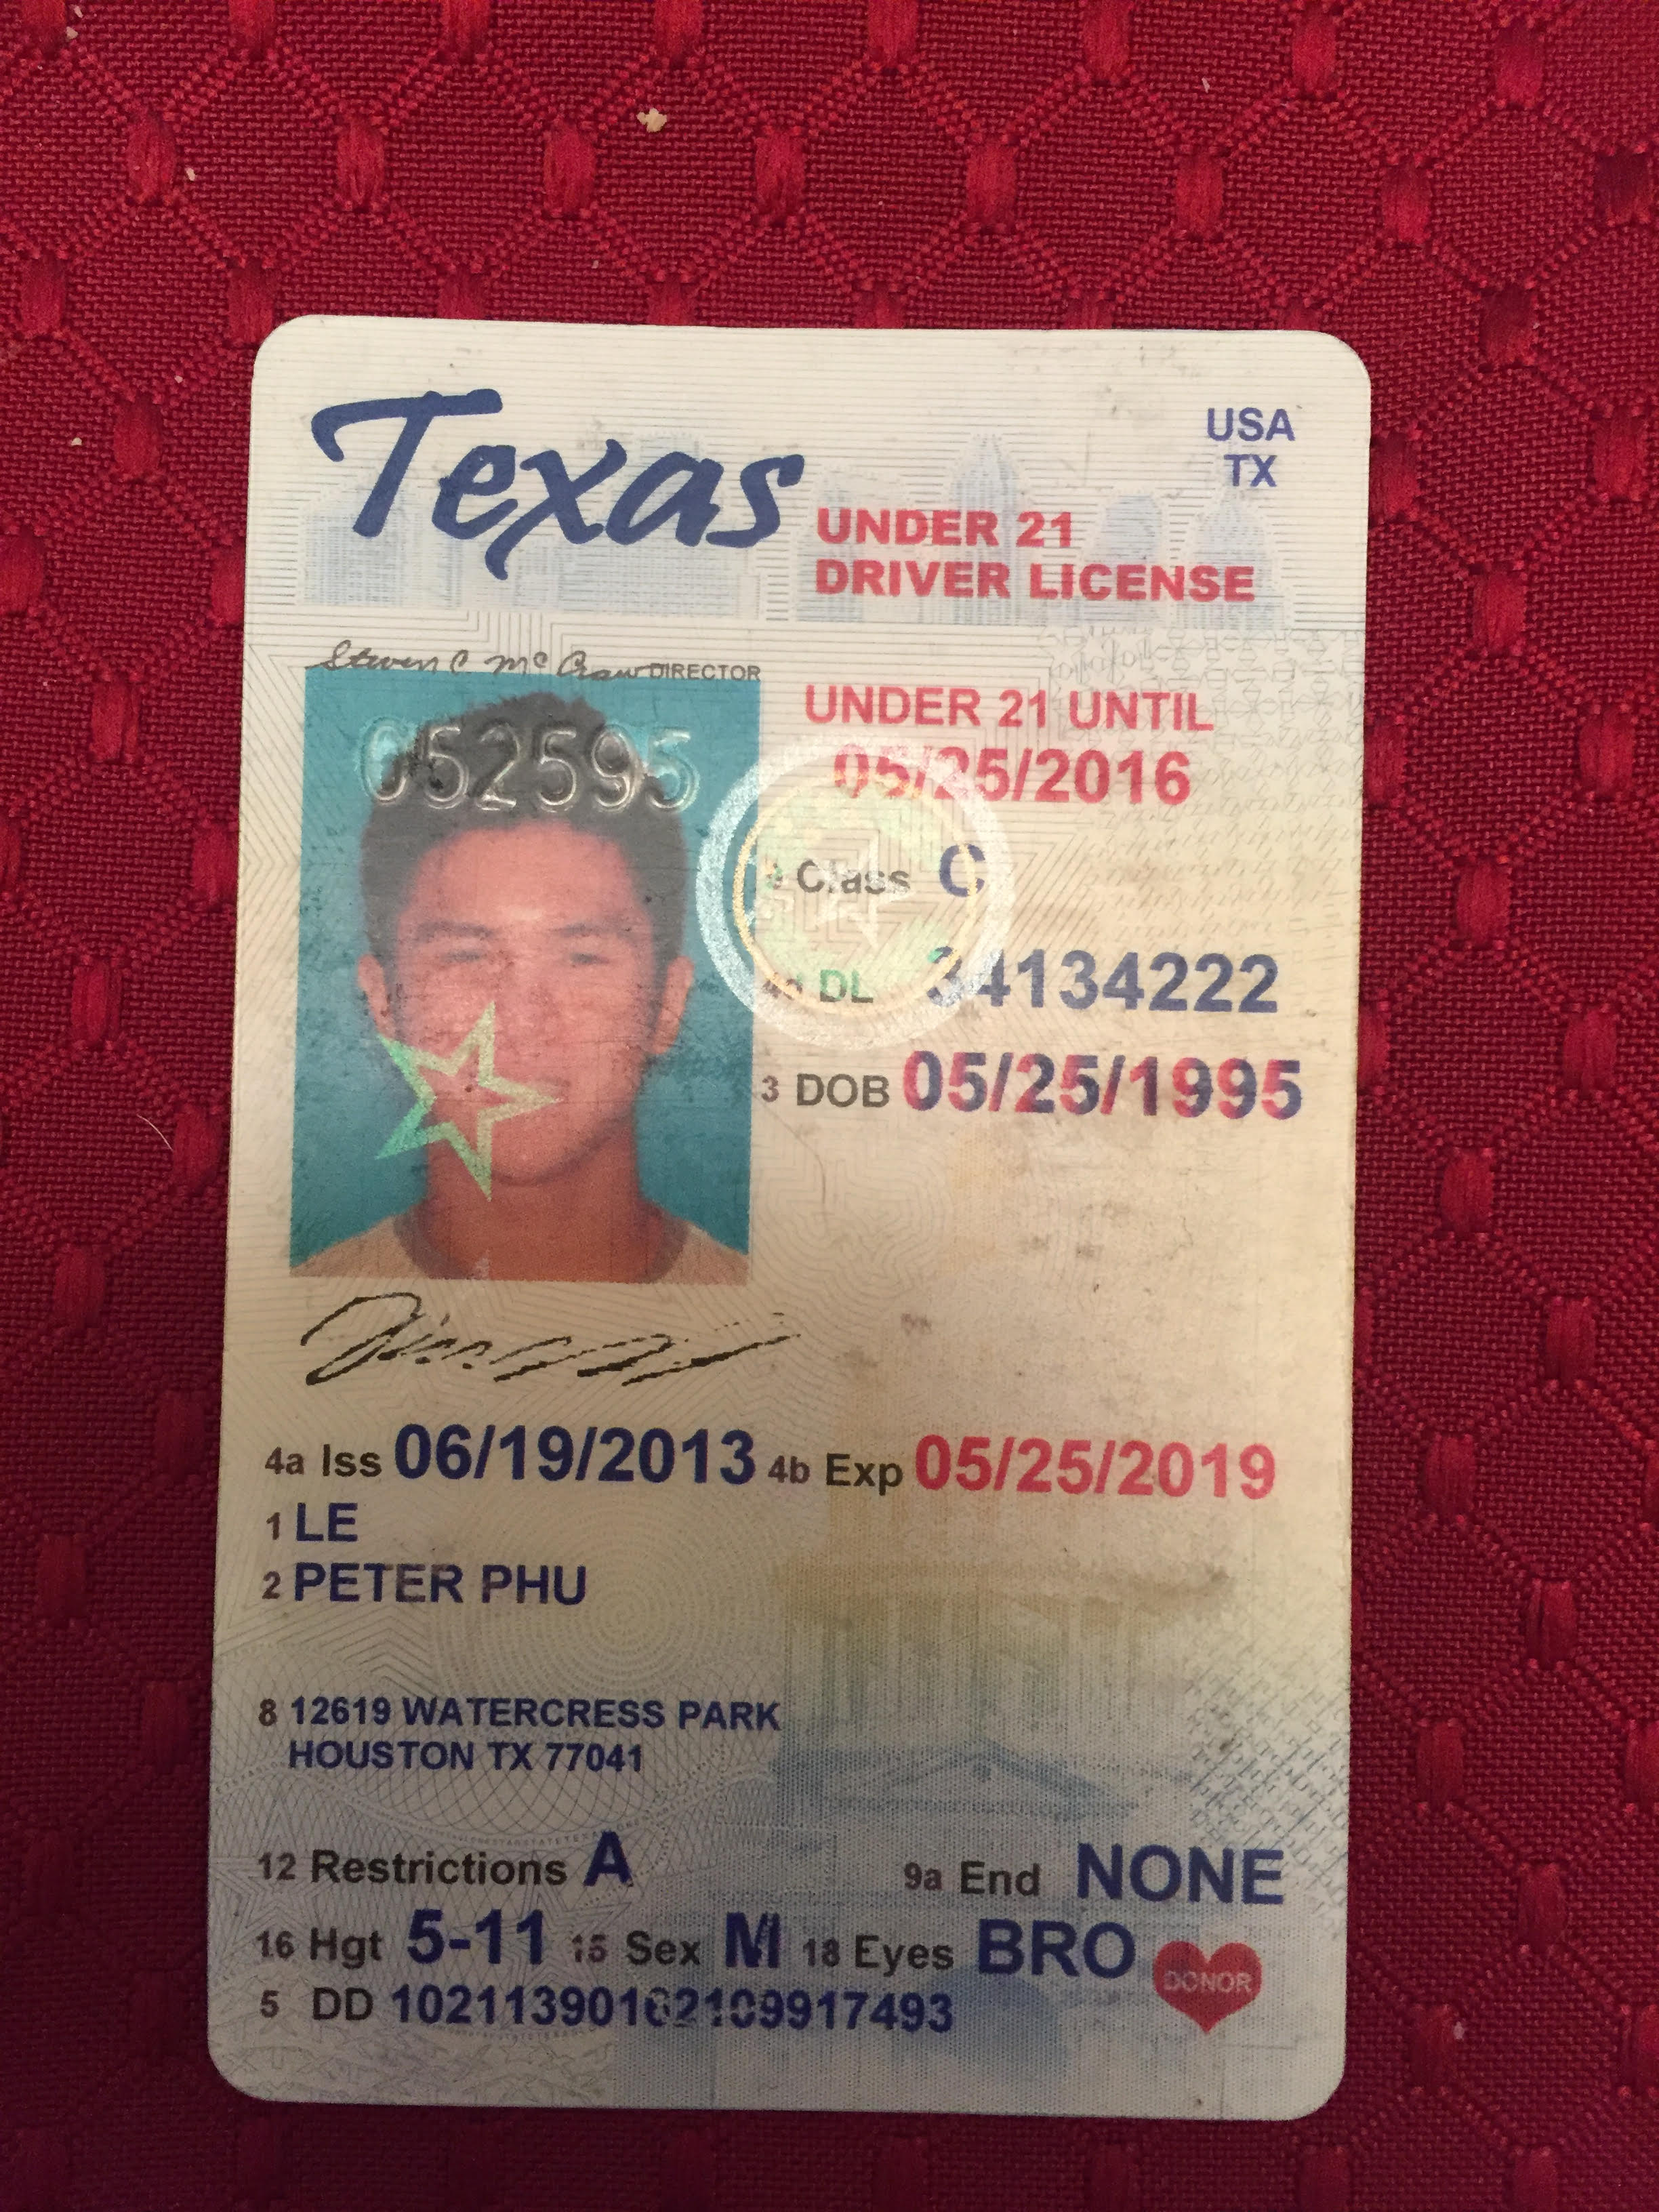 Texas
USA
TX
UNDER 21
DRIVER LICENSE
Steven C. McCraw DIRECTOR
052595
UNDER 21 UNTIL
05/25/2016
9 Class C
4d DL 34134222
3 DOB 05/25/1995
4a Iss 06/19/2013 4b Exp 05/25/2019
1 LE
2 PETER PHU
8 12619 WATERCRESS PARK
HOUSTON TX 77041
12 Restrictions A 9a End NONE
16 Hgt 5-11 15 Sex M 18 Eyes BRO
DONOR
5 DD 10211390162109917493